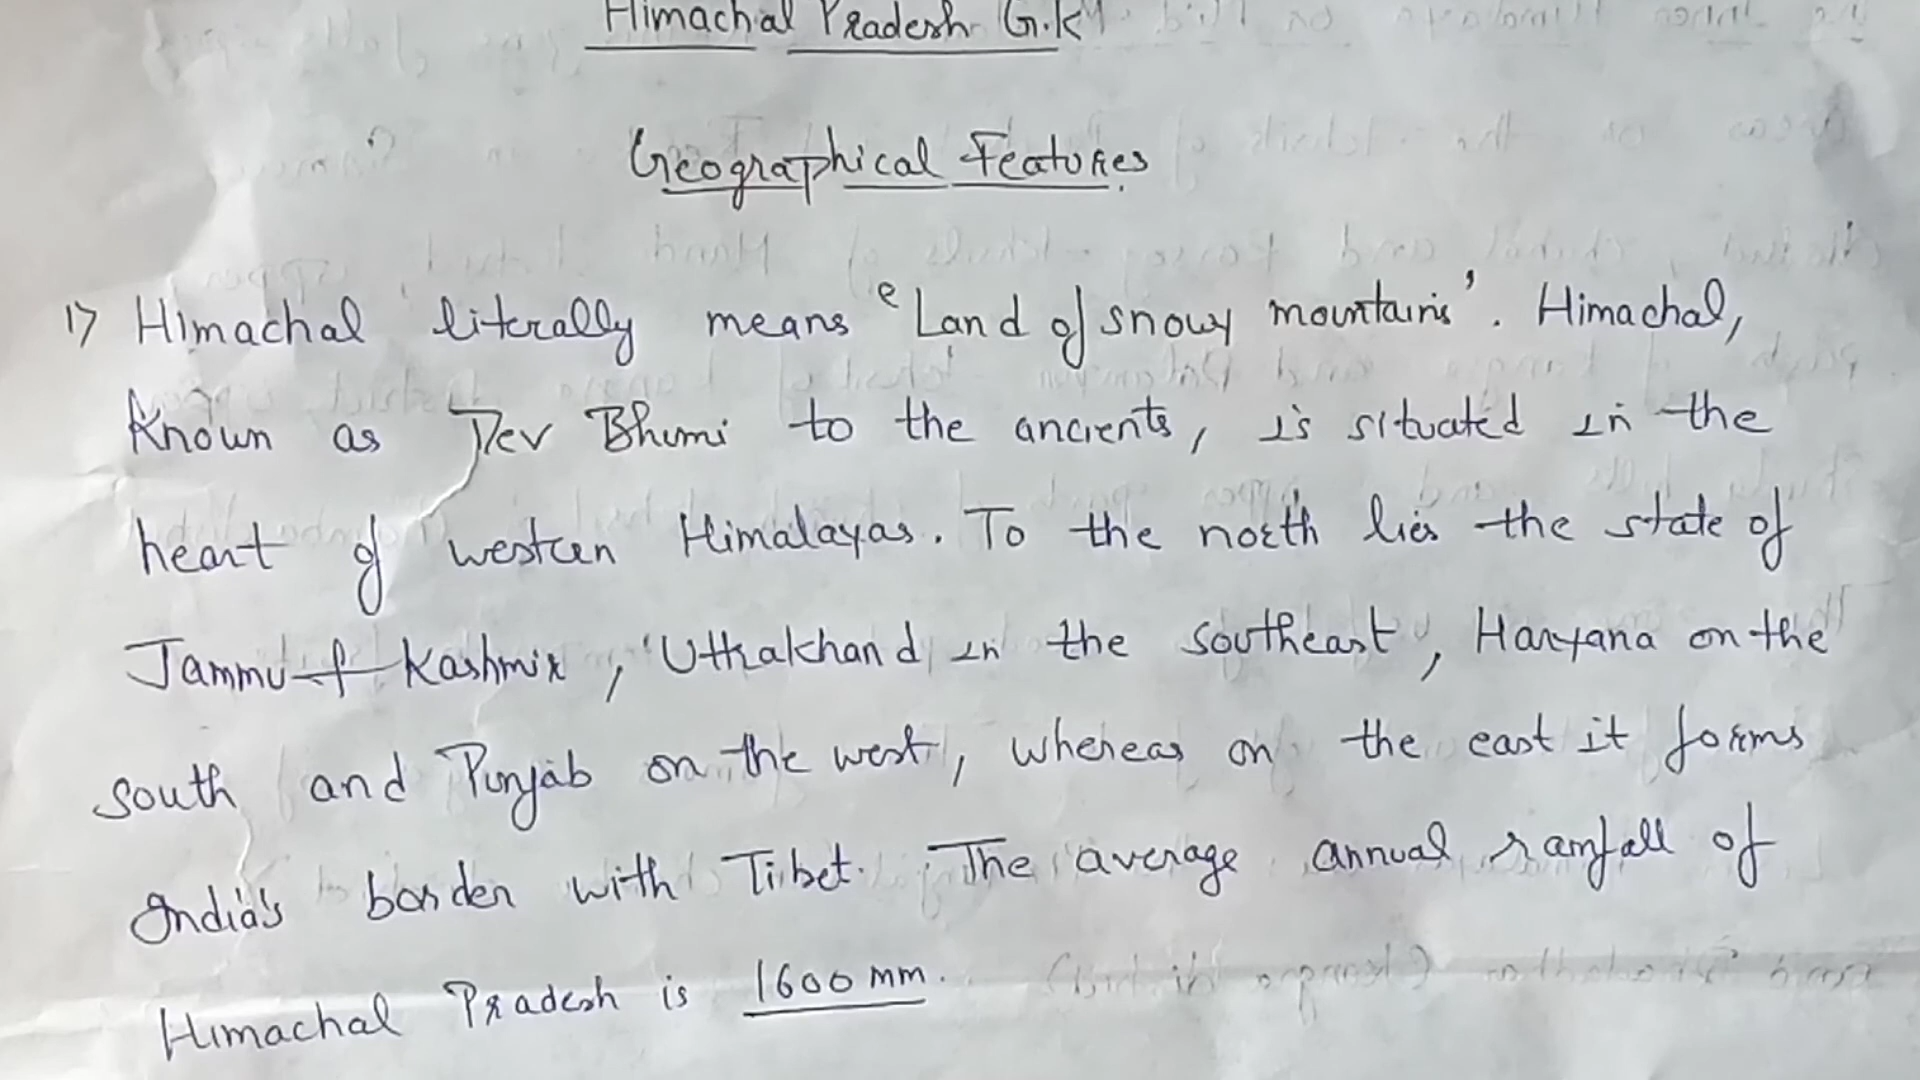 Himachal Pradesh G.K
Geographical Features
1) Himachal literally means 'Land of snowy mountains'. Himachal,
Known as Dev Bhumi to the ancients, is situated in the
heart of western Himalayas. To the north lies the state of
Jammu & Kashmir, Uttrakhand in the southeast, Haryana on the
south and Punjab on the west, whereas on the east it forms
India's border with Tibet. The average annual rainfall of
Himachal Pradesh is 1600 mm.